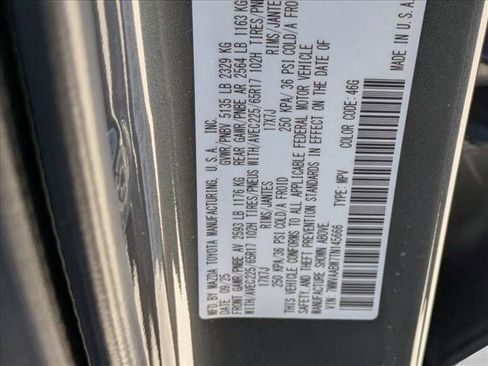 MFD. BY MAZDA TOYOTA MANUFACTURING, U.S.A., INC.
DATE: 09/25 GVWR/PNBV 5135 LB 2329 KG
FRONT GAWR/PNBE AV 2593 LB 1176 KG REAR GAWR/PNBE AR 2564 LB 1163 KG
WITH/AVEC225/65R17 102H TIRES/PNEUS WITH/AVEC225/65R17 102H TIRES/PNEUS
17X7J RIMS/JANTES 17X7J RIMS/JANTES
250 KPA/36 PSI COLD/A FROID 250 KPA/36 PSI COLD/A FROID
THIS VEHICLE CONFORMS TO ALL APPLICABLE FEDERAL MOTOR VEHICLE
SAFETY, AND THEFT PREVENTION STANDARDS IN EFFECT ON THE DATE OF
MANUFACTURE SHOWN ABOVE.
TYPE: MPV COLOR CODE: 46G
MADE IN U.S.A.